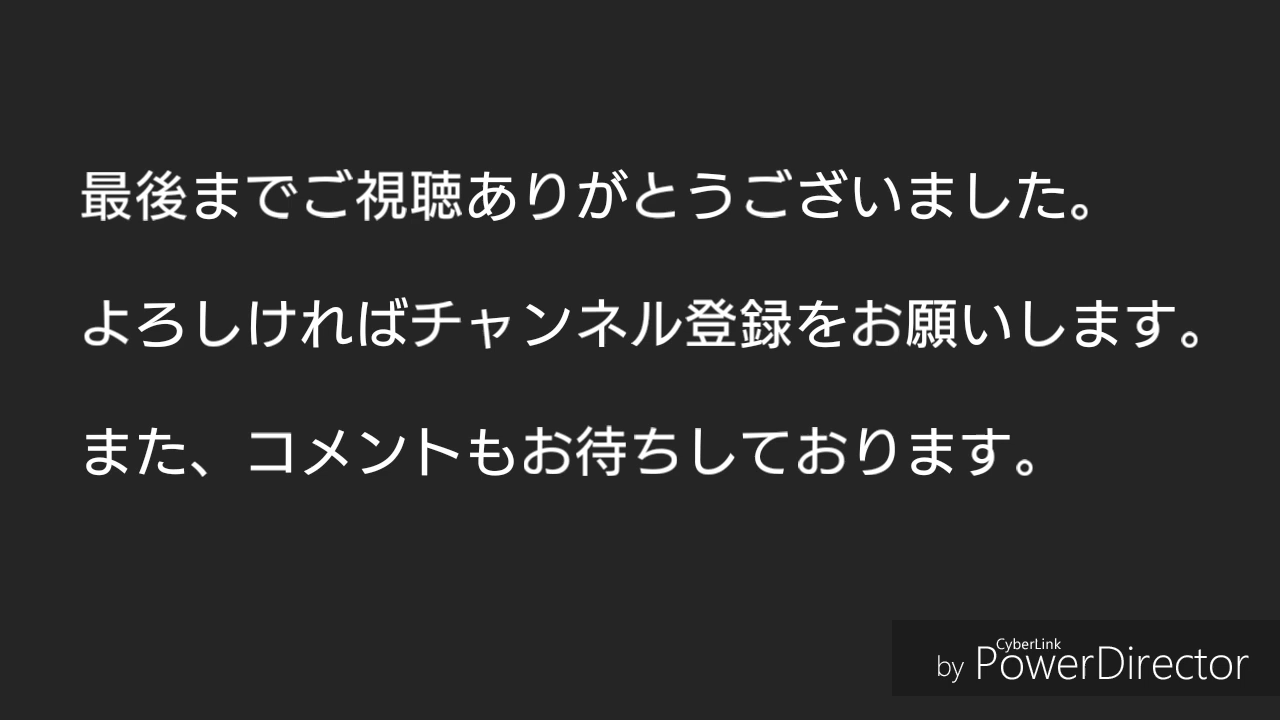 最後までご視聴ありがとうございました。
よろしければチャンネル登録をお願いします。
また、コメントもお待ちしております。
by CyberLink PowerDirector